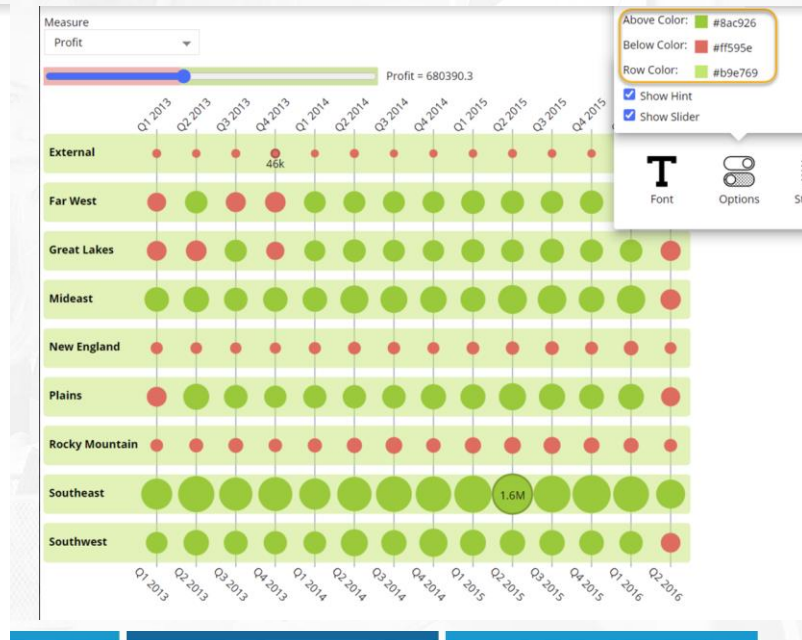 Measure
Profit
Profit = 680390.3
Above Color: #8ac926
Below Color: #ff595e
Row Color: #b9e769
Show Hint
Show Slider
Font
Options
Q1 2013 Q2 2013 Q3 2013 Q4 2013 Q1 2014 Q2 2014 Q3 2014 Q4 2014 Q1 2015 Q2 2015 Q3 2015 Q4 2015
External
46k
Far West
Great Lakes
Mideast
New England
Plains
Rocky Mountain
Southeast
1.6M
Southwest
Q1 2013 Q2 2013 Q3 2013 Q4 2013 Q1 2014 Q2 2014 Q3 2014 Q4 2014 Q1 2015 Q2 2015 Q3 2015 Q4 2015 Q1 2016 Q2 2016